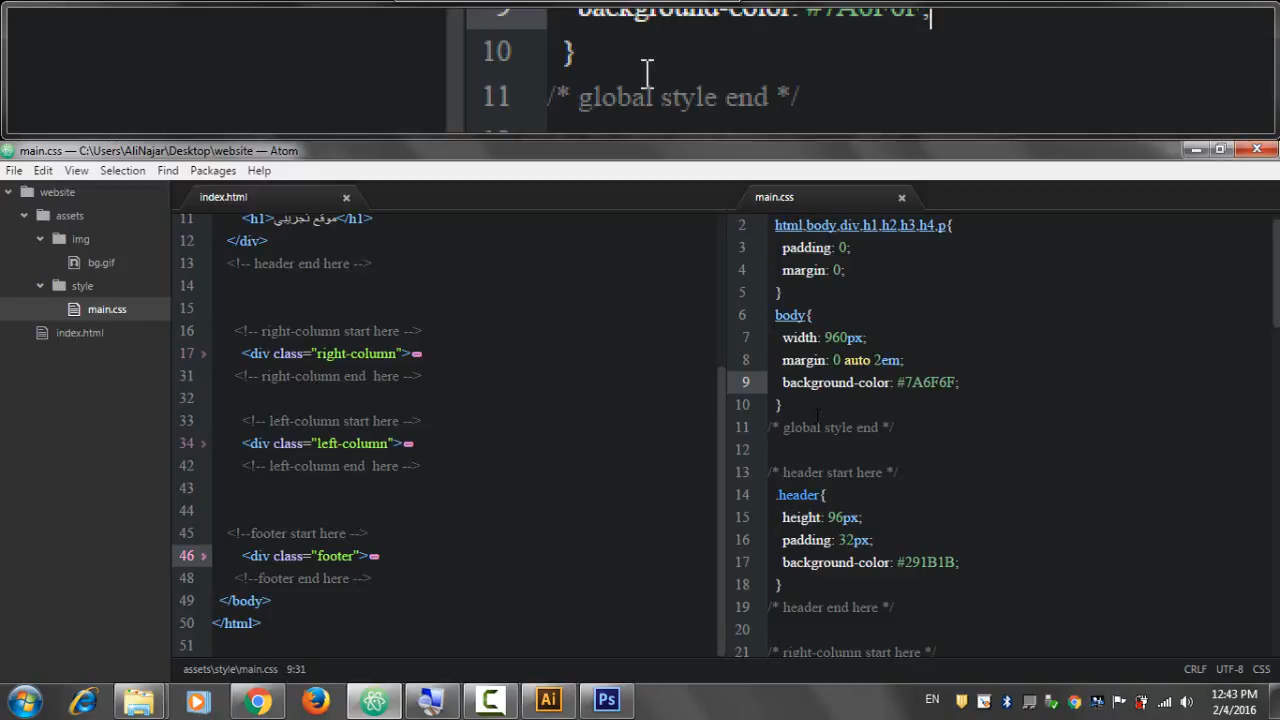 background-color: #7A6F6F;
10 }
11 /* global style end */
main.css — C:\Users\AliNajar\Desktop\website — Atom
File Edit View Selection Find Packages Help
website
assets
img
bg.gif
style
main.css
index.html
index.html
11 <h1>موقع تجريبي</h1>
12 </div>
13 <!-- header end here -->
14
15
16 <!-- right-column start here -->
17 <div class="right-column">
31 <!-- right-column end  here -->
32
33 <!-- left-column start here -->
34 <div class="left-column">
42 <!-- left-column end  here -->
43
44
45 <!--footer start here -->
46 <div class="footer">
48 <!--footer end here -->
49 </body>
50 </html>
51
main.css
2 html,body,div,h1,h2,h3,h4,p{
3 padding: 0;
4 margin: 0;
5 }
6 body{
7 width: 960px;
8 margin: 0 auto 2em;
9 background-color: #7A6F6F;
10 }
11 /* global style end */
12
13 /* header start here */
14 .header{
15 height: 96px;
16 padding: 32px;
17 background-color: #291B1B;
18 }
19 /* header end here */
20
21 /* right-column start here */
assets\style\main.css 9:31
CRLF UTF-8 CSS
Ai
Ps
EN
12:43 PM
2/4/2016